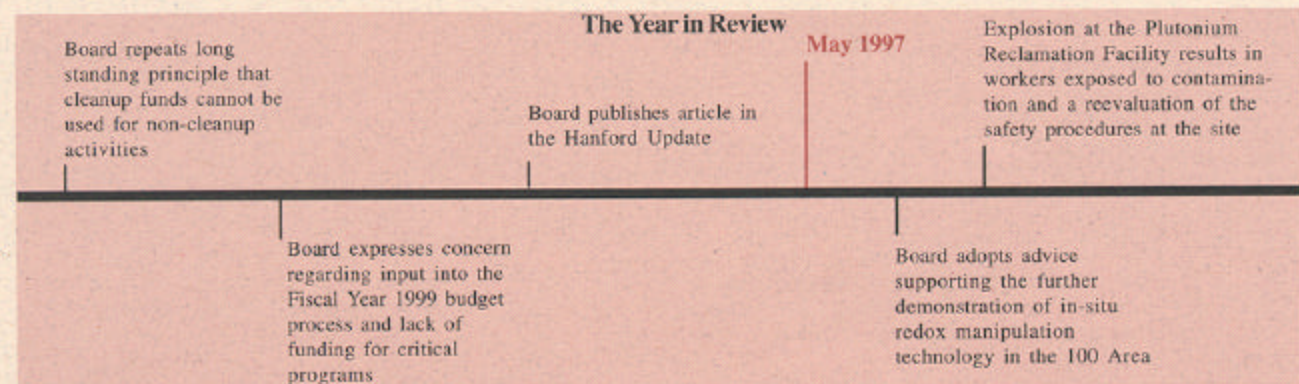 The Year in Review
Board repeats long
standing principle that
cleanup funds cannot be
used for non-cleanup
activities
Board expresses concern
regarding input into the
Fiscal Year 1999 budget
process and lack of
funding for critical
programs
Board publishes article in
the Hanford Update
May 1997
Board adopts advice
supporting the further
demonstration of in-situ
redox manipulation
technology in the 100 Area
Explosion at the Plutonium
Reclamation Facility results in
workers exposed to contamina-
tion and a reevaluation of the
safety procedures at the site